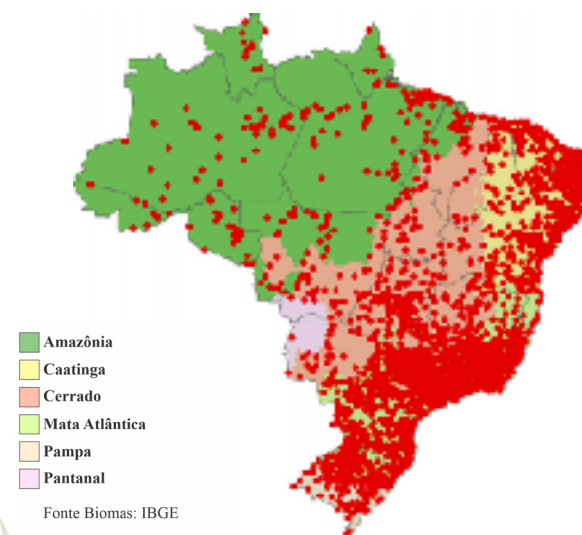 Amazônia
Caatinga
Cerrado
Mata Atlântica
Pampa
Pantanal
Fonte Biomas: IBGE